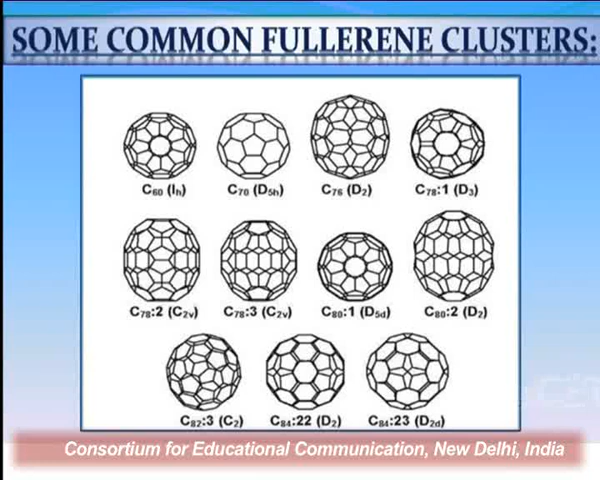 SOME COMMON FULLERENE CLUSTERS:
C60 (Ih) C70 (D5h) C76 (D2) C78:1 (D3)
C78:2 (C2v) C78:3 (C2v) C80:1 (D5d) C80:2 (D2)
C82:3 (C2) C84:22 (D2) C84:23 (D2d)
Consortium for Educational Communication, New Delhi, India